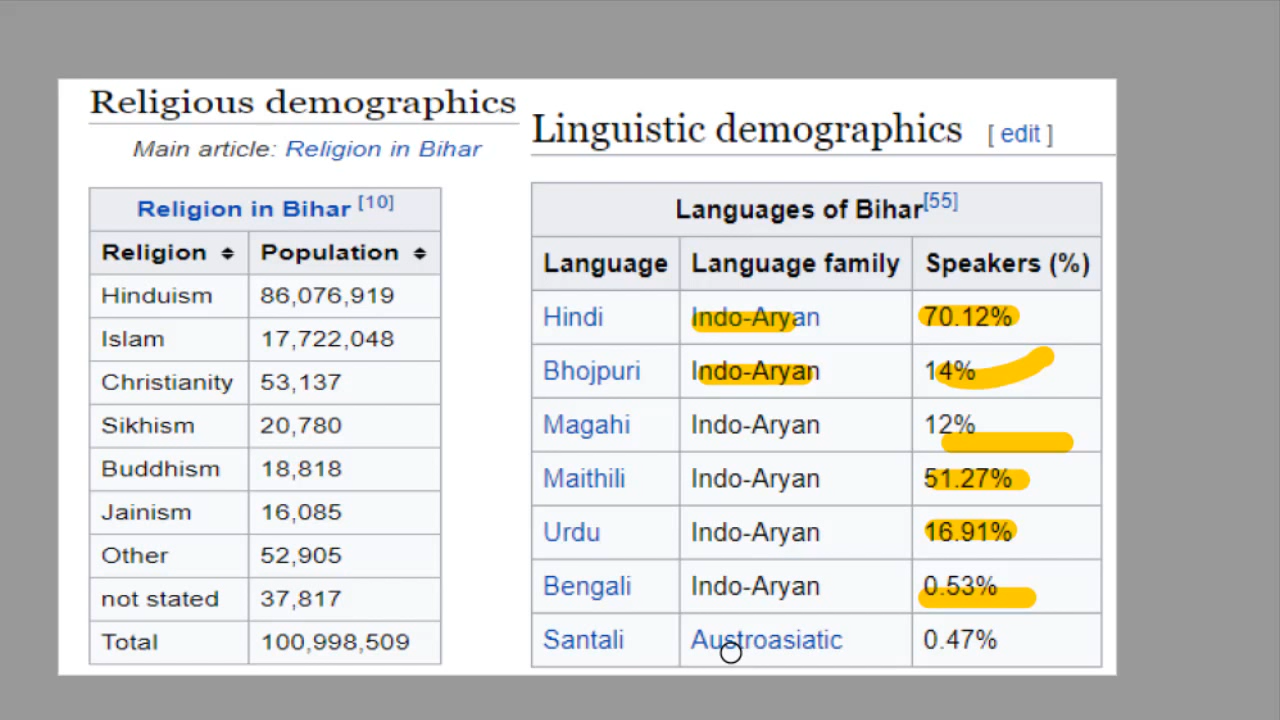 Religious demographics
Main article: Religion in Bihar
Religion in Bihar [10]
Religion Population
Hinduism 86,076,919
Islam 17,722,048
Christianity 53,137
Sikhism 20,780
Buddhism 18,818
Jainism 16,085
Other 52,905
not stated 37,817
Total 100,998,509
Linguistic demographics [ edit ]
Languages of Bihar[55]
Language Language family Speakers (%)
Hindi Indo-Aryan 70.12%
Bhojpuri Indo-Aryan 14%
Magahi Indo-Aryan 12%
Maithili Indo-Aryan 51.27%
Urdu Indo-Aryan 16.91%
Bengali Indo-Aryan 0.53%
Santali Austroasiatic 0.47%